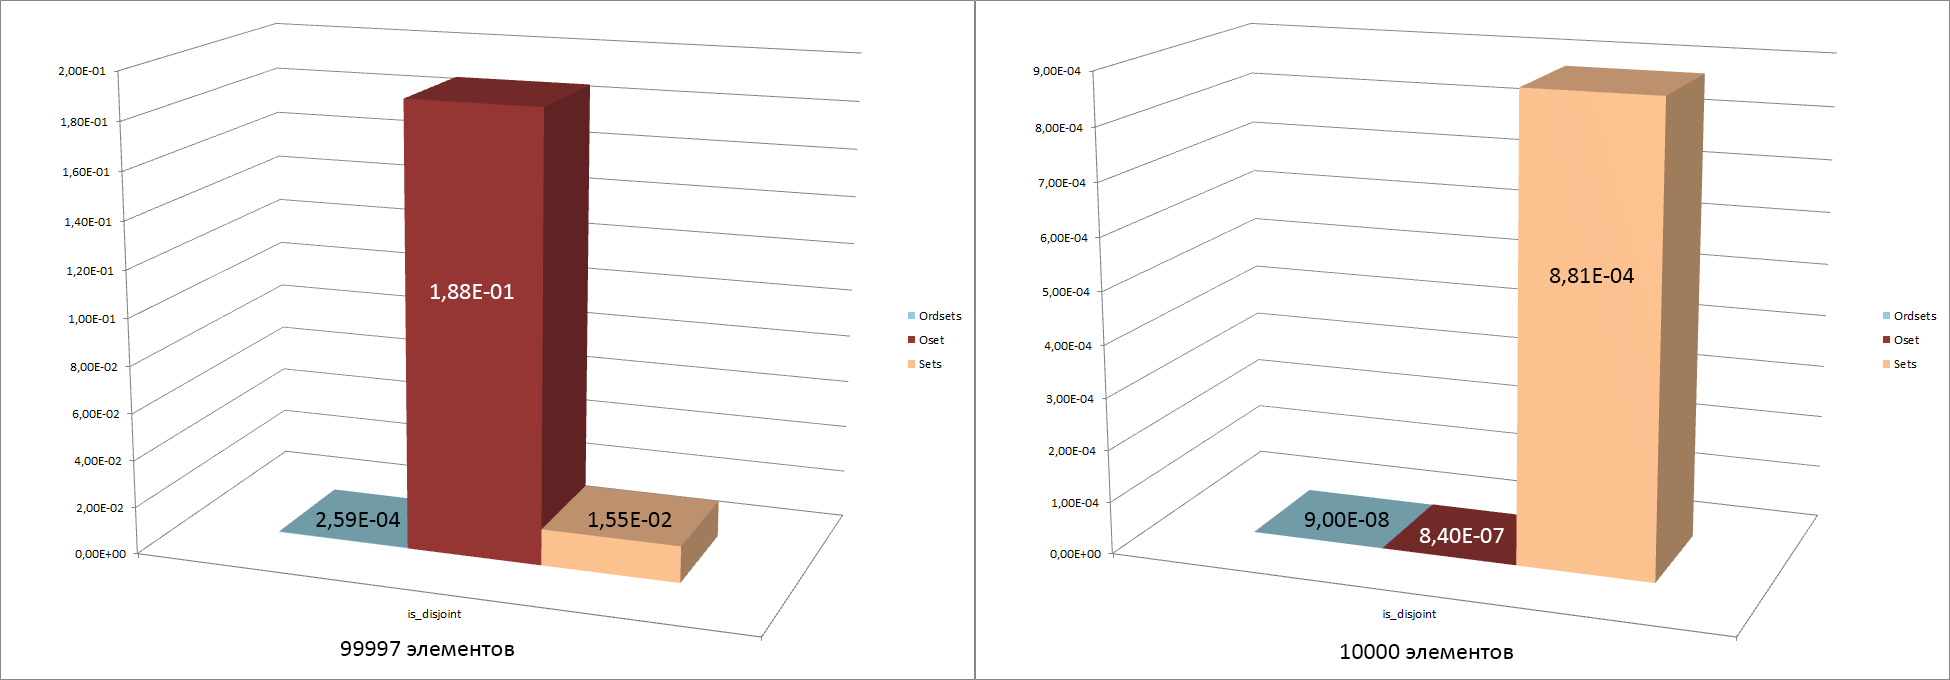 2,00E-01
1,80E-01
1,60E-01
1,40E-01
1,20E-01
1,00E-01
8,00E-02
6,00E-02
4,00E-02
2,00E-02
0,00E+00
1,88E-01
2,59E-04
1,55E-02
is_disjoint
99997 элементов
Ordsets
Oset
Sets
9,00E-04
8,00E-04
7,00E-04
6,00E-04
5,00E-04
4,00E-04
3,00E-04
2,00E-04
1,00E-04
0,00E+00
8,81E-04
9,00E-08
8,40E-07
is_disjoint
10000 элементов
Ordsets
Oset
Sets